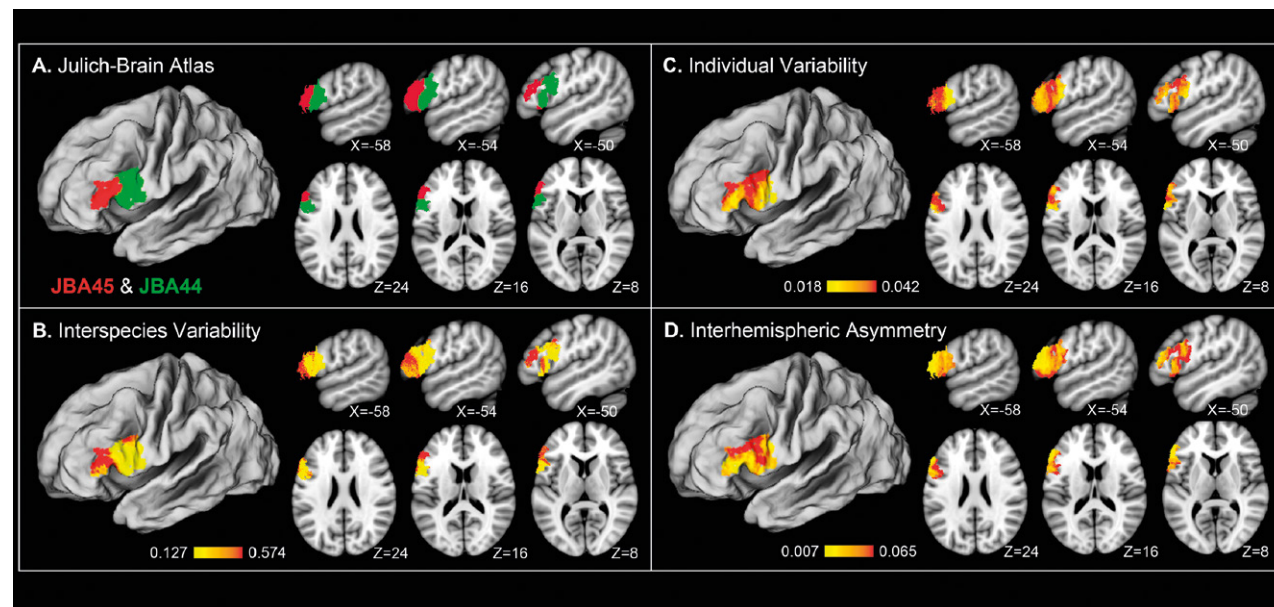 A. Julich-Brain Atlas
X=-58
X=-54
X=-50
JBA45 & JBA44
Z=24
Z=16
Z=8
C. Individual Variability
X=-58
X=-54
X=-50
0.018
0.042
Z=24
Z=16
Z=8
B. Interspecies Variability
X=-58
X=-54
X=-50
0.127
0.574
Z=24
Z=16
Z=8
D. Interhemispheric Asymmetry
X=-58
X=-54
X=-50
0.007
0.065
Z=24
Z=16
Z=8